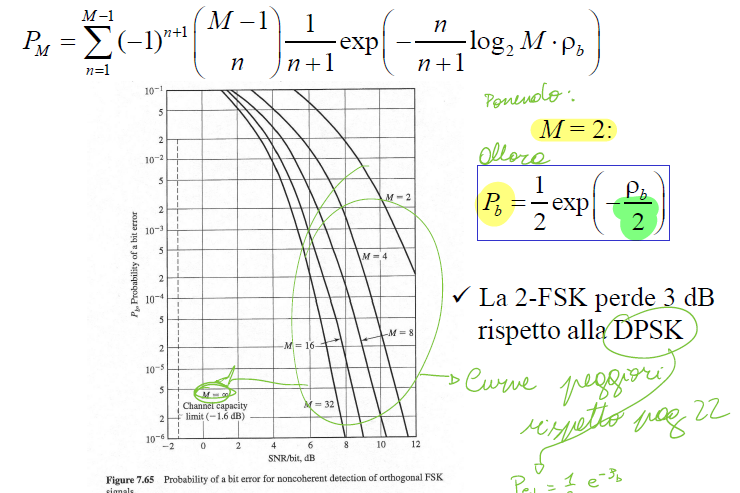 P_M = \sum_{n=1}^{M-1} (-1)^{n+1} \binom{M-1}{n} \frac{1}{n+1} \exp\left(-\frac{n}{n+1} \log_2 M \cdot \rho_b\right)
Ponendo:
M = 2:
Allora
P_b = \frac{1}{2} \exp\left(-\frac{\rho_b}{2}\right)
✓ La 2-FSK perde 3 dB
rispetto alla DPSK
Curve peggiori
rispetto pag 22
P_{e,b} = \frac{1}{2} e^{-ρ_b}
P_b, Probability of a bit error
10^{-1}
5
2
10^{-2}
5
2
10^{-3}
5
2
10^{-4}
5
2
10^{-5}
5
2
10^{-6}
M = 2
M = 4
M = 8
M = 16
M = 32
M = ∞
Channel capacity
limit (−1.6 dB)
−2 0 2 4 6 8 10 12
SNR/bit, dB
Figure 7.65 Probability of a bit error for noncoherent detection of orthogonal FSK
signals